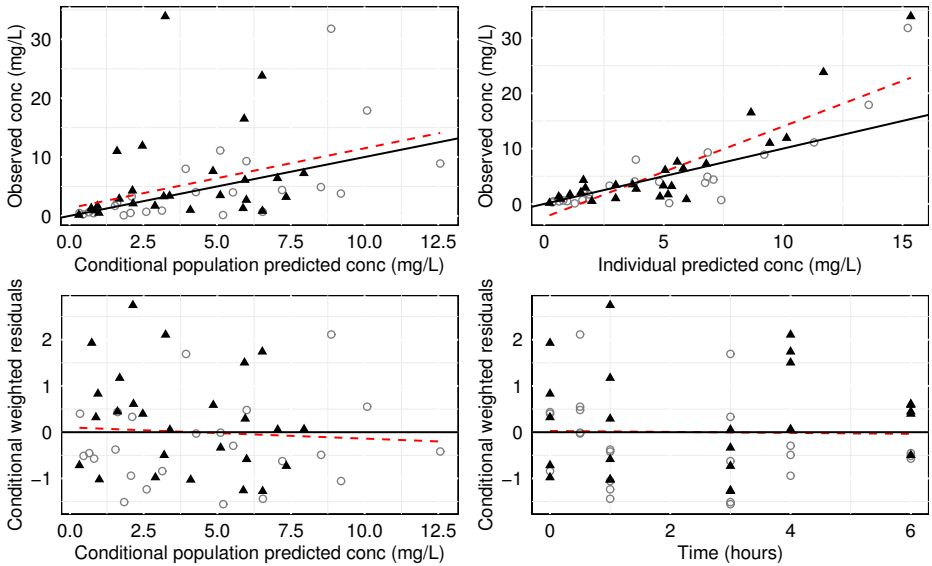 Observed conc (mg/L)
30
20
10
0
0.0 2.5 5.0 7.5 10.0 12.5
Conditional population predicted conc (mg/L)
Observed conc (mg/L)
30
20
10
0
0 5 10 15
Individual predicted conc (mg/L)
Conditional weighted residuals
2
1
0
−1
0.0 2.5 5.0 7.5 10.0 12.5
Conditional population predicted conc (mg/L)
Conditional weighted residuals
2
1
0
−1
0 2 4 6
Time (hours)